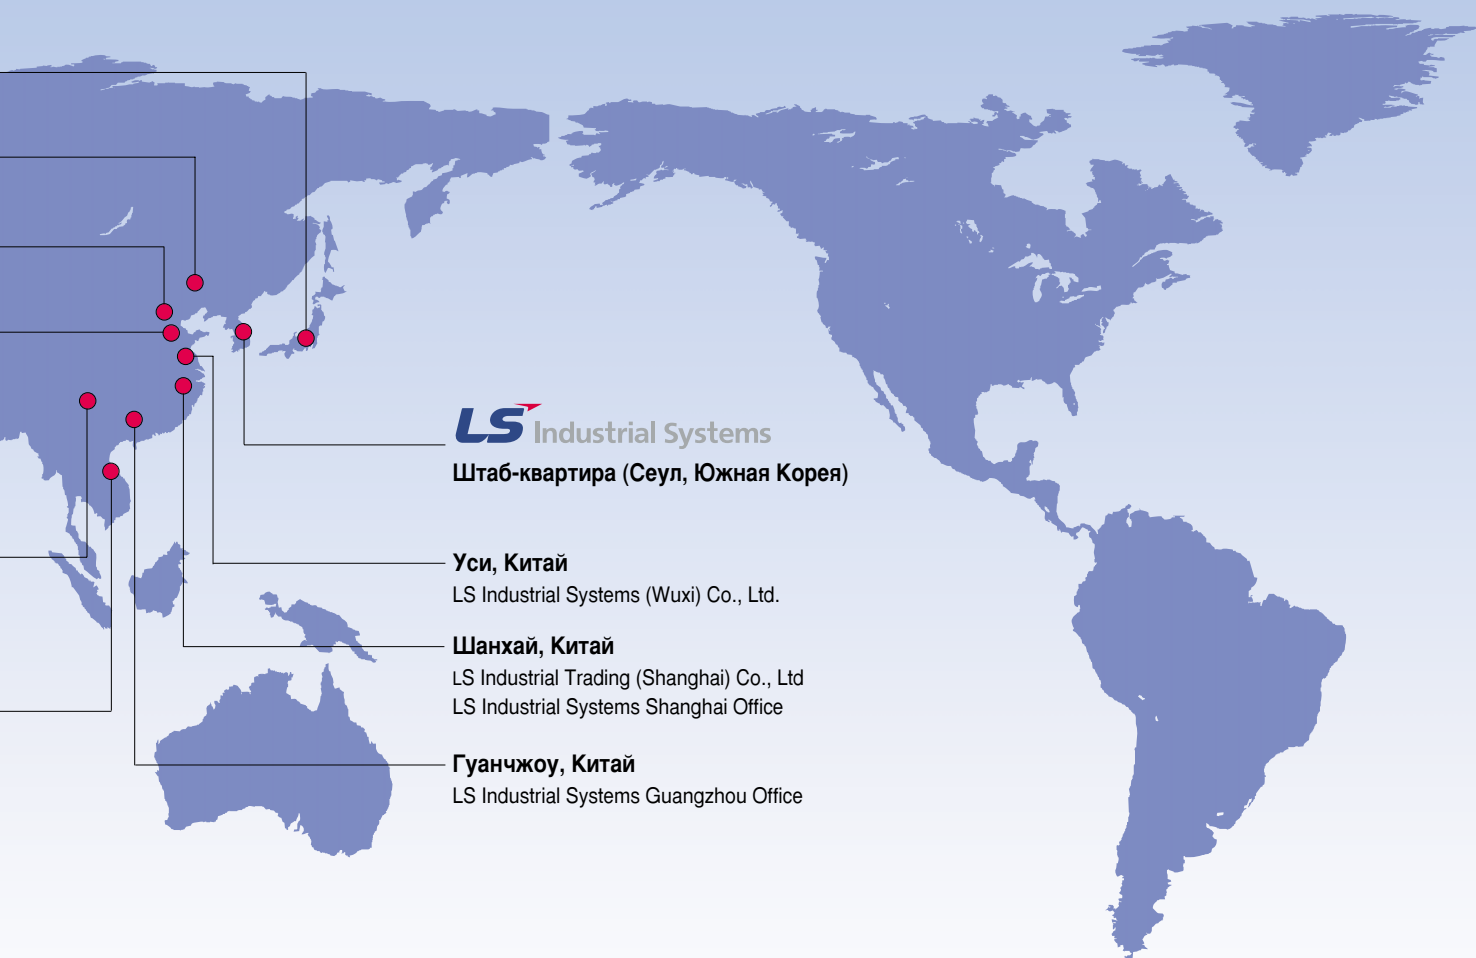 LS Industrial Systems
Штаб-квартира (Сеул, Южная Корея)
Уси, Китай
LS Industrial Systems (Wuxi) Co., Ltd.
Шанхай, Китай
LS Industrial Trading (Shanghai) Co., Ltd
LS Industrial Systems Shanghai Office
Гуанчжоу, Китай
LS Industrial Systems Guangzhou Office